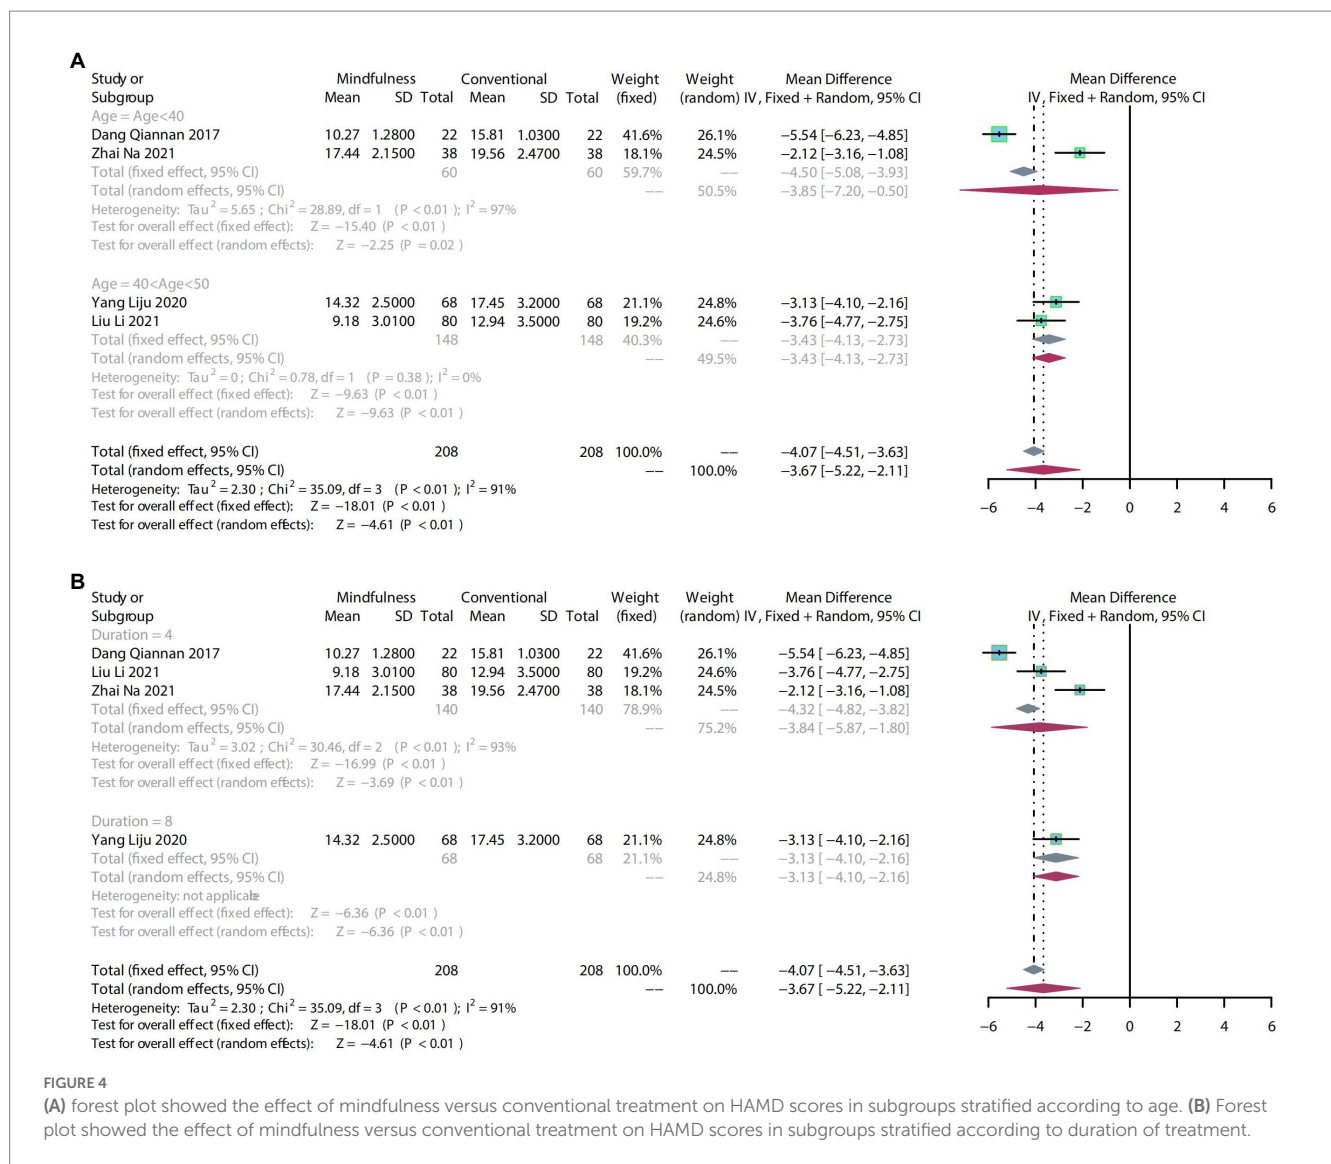 A
Study or Mindfulness Conventional Weight Weight Mean Difference Mean Difference
Subgroup Mean SD Total Mean SD Total (fixed) (random) IV, Fixed + Random, 95% CI IV, Fixed + Random, 95% CI
Age = Age<40
Dang Qiannan 2017 10.27 1.2800 22 15.81 1.0300 22 41.6% 26.1% −5.54 [−6.23, −4.85]
Zhai Na 2021 17.44 2.1500 38 19.56 2.4700 38 18.1% 24.5% −2.12 [−3.16, −1.08]
Total (fixed effect, 95% CI) 60 60 59.7% −− −4.50 [−5.08, −3.93]
Total (random effects, 95% CI) −− 50.5% −3.85 [−7.20, −0.50]
Heterogeneity: Tau² = 5.65 ; Chi² = 28.89, df = 1 (P < 0.01 ); I² = 97%
Test for overall effect (fixed effect): Z = −15.40 (P < 0.01 )
Test for overall effect (random effects): Z = −2.25 (P = 0.02 )
Age = 40<Age<50
Yang Liju 2020 14.32 2.5000 68 17.45 3.2000 68 21.1% 24.8% −3.13 [−4.10, −2.16]
Liu Li 2021 9.18 3.0100 80 12.94 3.5000 80 19.2% 24.6% −3.76 [−4.77, −2.75]
Total (fixed effect, 95% CI) 148 148 40.3% −− −3.43 [−4.13, −2.73]
Total (random effects, 95% CI) −− 49.5% −3.43 [−4.13, −2.73]
Heterogeneity: Tau² = 0 ; Chi² = 0.78, df = 1 (P = 0.38 ); I² = 0%
Test for overall effect (fixed effect): Z = −9.63 (P < 0.01 )
Test for overall effect (random effects): Z = −9.63 (P < 0.01 )
Total (fixed effect, 95% CI) 208 208 100.0% −− −4.07 [−4.51, −3.63]
Total (random effects, 95% CI) −− 100.0% −3.67 [−5.22, −2.11]
Heterogeneity: Tau² = 2.30 ; Chi² = 35.09, df = 3 (P < 0.01 ); I² = 91%
Test for overall effect (fixed effect): Z = −18.01 (P < 0.01 )
Test for overall effect (random effects): Z = −4.61 (P < 0.01 )
−6 −4 −2 0 2 4 6
B
Study or Mindfulness Conventional Weight Weight Mean Difference Mean Difference
Subgroup Mean SD Total Mean SD Total (fixed) (random) IV, Fixed + Random, 95% CI IV, Fixed + Random, 95% CI
Duration = 4
Dang Qiannan 2017 10.27 1.2800 22 15.81 1.0300 22 41.6% 26.1% −5.54 [ −6.23, −4.85]
Liu Li 2021 9.18 3.0100 80 12.94 3.5000 80 19.2% 24.6% −3.76 [ −4.77, −2.75]
Zhai Na 2021 17.44 2.1500 38 19.56 2.4700 38 18.1% 24.5% −2.12 [ −3.16, −1.08]
Total (fixed effect, 95% CI) 140 140 78.9% −− −4.32 [ −4.82, −3.82]
Total (random effects, 95% CI) −− 75.2% −3.84 [ −5.87, −1.80]
Heterogeneity: Tau² = 3.02 ; Chi² = 30.46, df = 2 (P < 0.01 ); I² = 93%
Test for overall effect (fixed effect): Z = −16.99 (P < 0.01 )
Test for overall effect (random effects): Z = −3.69 (P < 0.01 )
Duration = 8
Yang Liju 2020 14.32 2.5000 68 17.45 3.2000 68 21.1% 24.8% −3.13 [ −4.10, −2.16]
Total (fixed effect, 95% CI) 68 68 21.1% −− −3.13 [ −4.10, −2.16]
Total (random effects, 95% CI) −− 24.8% −3.13 [ −4.10, −2.16]
Heterogeneity: not applicable
Test for overall effect (fixed effect): Z = −6.36 (P < 0.01 )
Test for overall effect (random effects): Z = −6.36 (P < 0.01 )
Total (fixed effect, 95% CI) 208 208 100.0% −− −4.07 [ −4.51, −3.63]
Total (random effects, 95% CI) −− 100.0% −3.67 [ −5.22, −2.11]
Heterogeneity: Tau² = 2.30 ; Chi² = 35.09, df = 3 (P < 0.01 ); I² = 91%
Test for overall effect (fixed effect): Z = −18.01 (P < 0.01 )
Test for overall effect (random effects): Z = −4.61 (P < 0.01 )
−6 −4 −2 0 2 4 6
FIGURE 4
(A) forest plot showed the effect of mindfulness versus conventional treatment on HAMD scores in subgroups stratified according to age. (B) Forest
plot showed the effect of mindfulness versus conventional treatment on HAMD scores in subgroups stratified according to duration of treatment.